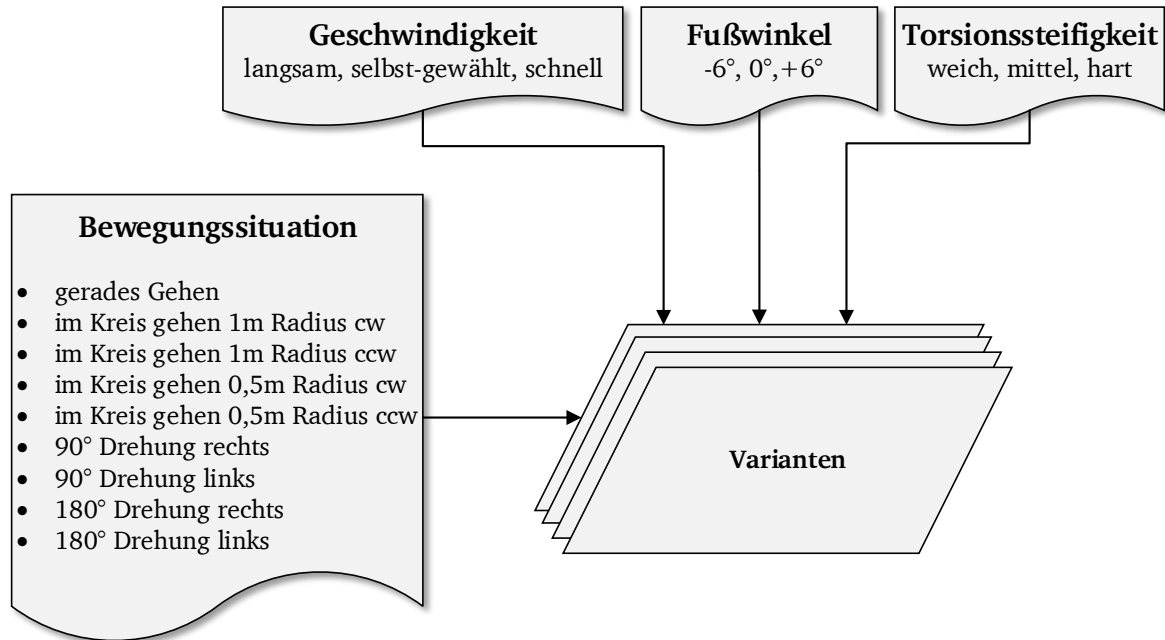 Geschwindigkeit
langsam, selbst-gewählt, schnell
Fußwinkel
-6°, 0°,+6°
Torsionssteifigkeit
weich, mittel, hart
Bewegungssituation
• gerades Gehen
• im Kreis gehen 1m Radius cw
• im Kreis gehen 1m Radius ccw
• im Kreis gehen 0,5m Radius cw
• im Kreis gehen 0,5m Radius ccw
• 90° Drehung rechts
• 90° Drehung links
• 180° Drehung rechts
• 180° Drehung links
Varianten